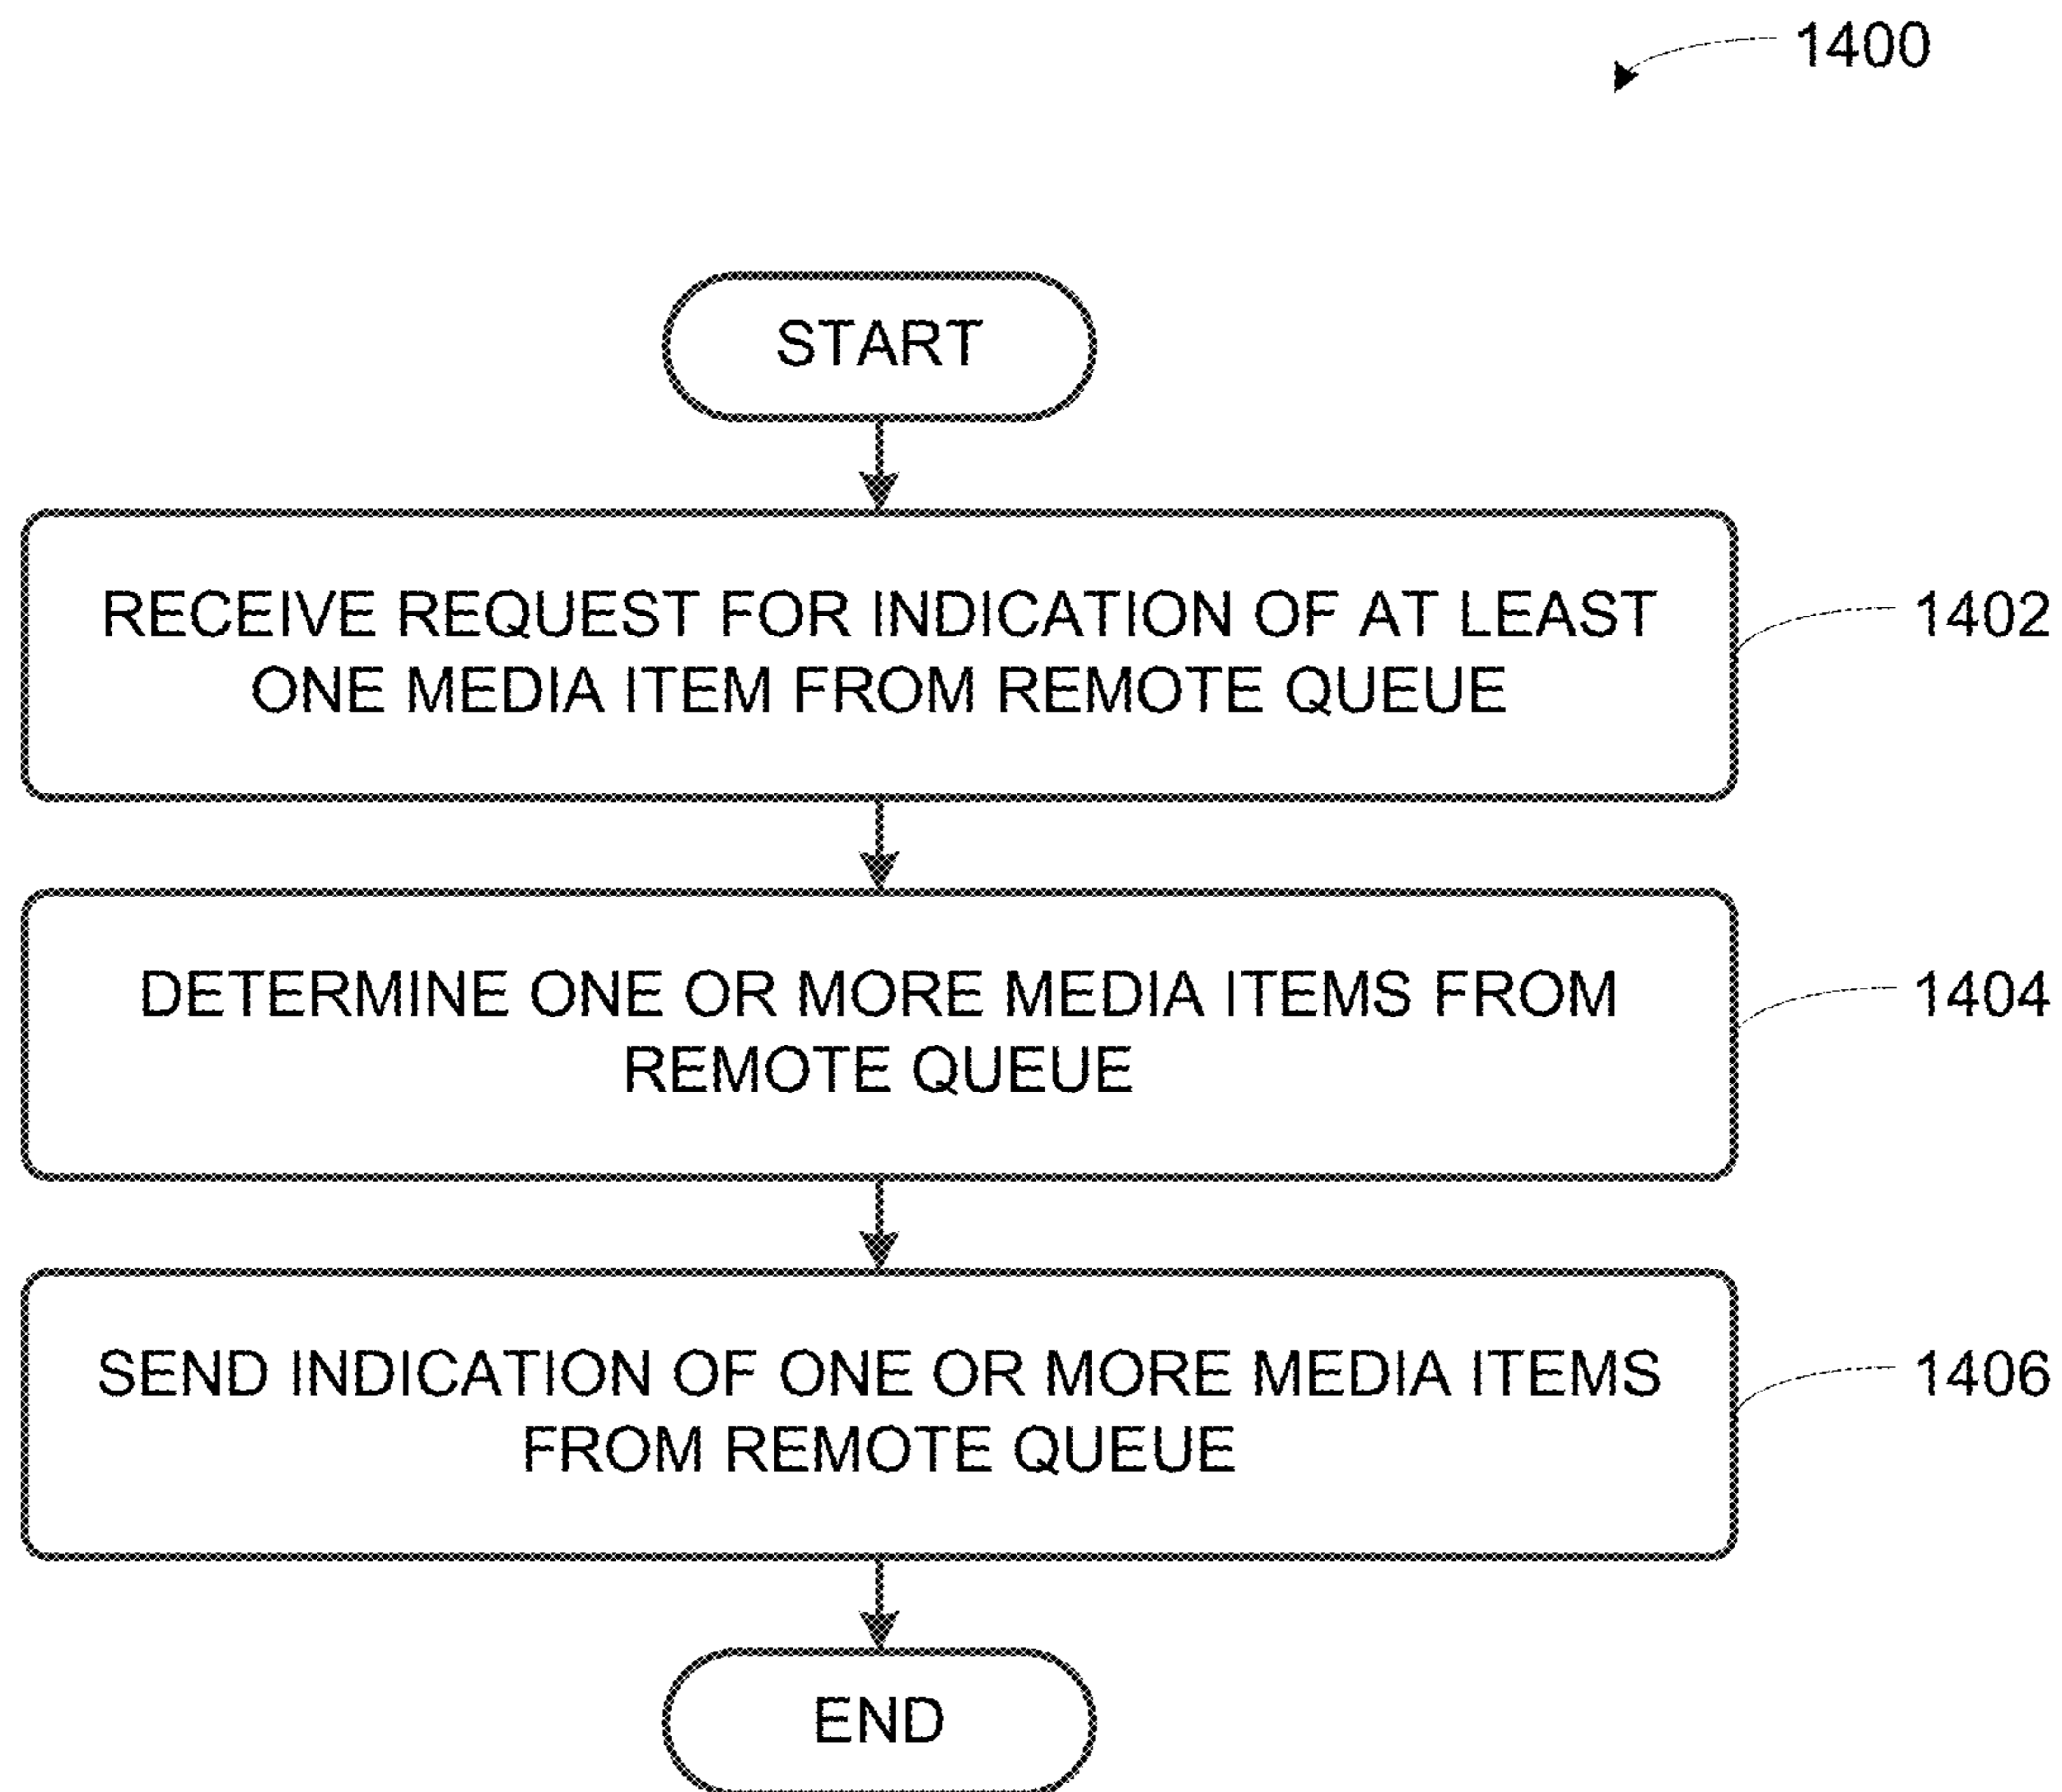 1400
START
RECEIVE REQUEST FOR INDICATION OF AT LEAST
ONE MEDIA ITEM FROM REMOTE QUEUE
1402
DETERMINE ONE OR MORE MEDIA ITEMS FROM
REMOTE QUEUE
1404
SEND INDICATION OF ONE OR MORE MEDIA ITEMS
FROM REMOTE QUEUE
1406
END